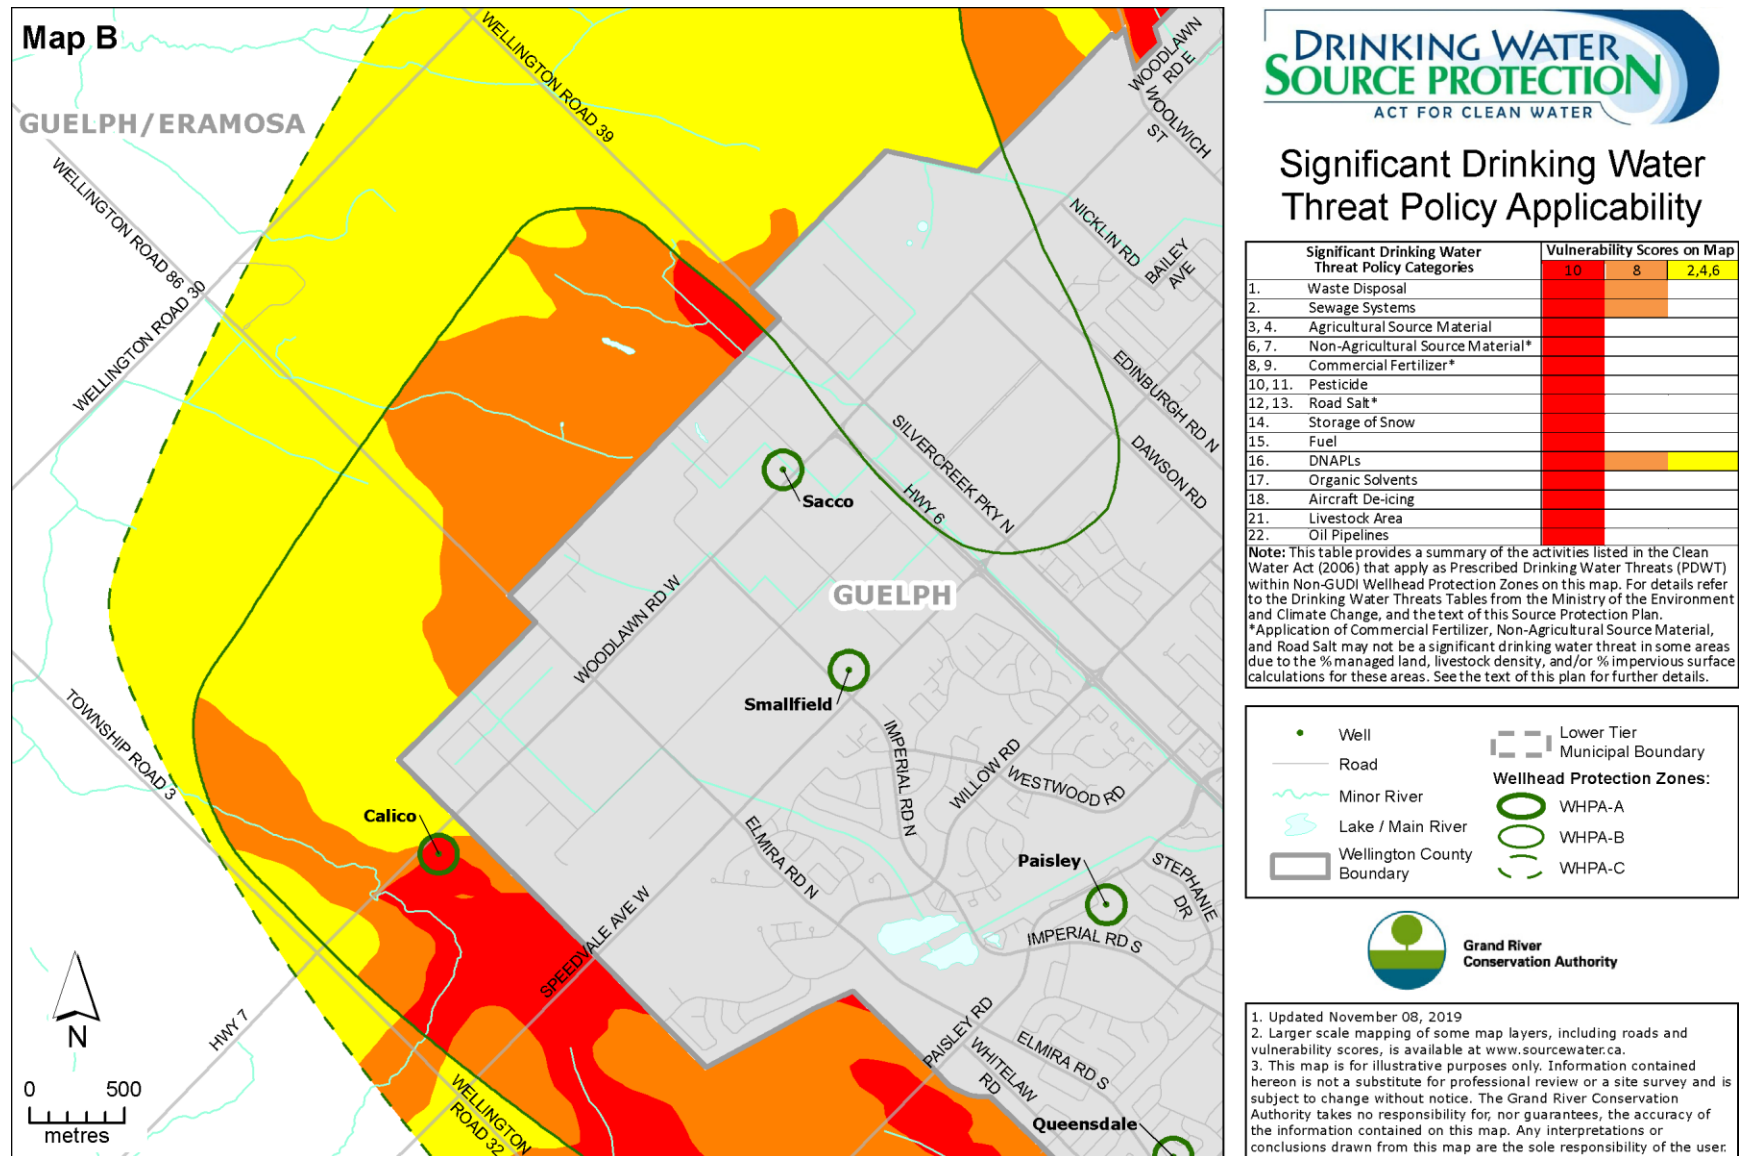 Map B
GUELPH/ERAMOSA
WELLINGTON ROAD 39
WELLINGTON ROAD 86
WELLINGTON ROAD 30
TOWNSHIP ROAD 3
HWY 7
WOODLAWN
RD E
WOOLWICH
ST
NICKLIN RD
BAILEY
AVE
EDINBURGH RD N
DAWSON RD
SILVERCREEK PKY N
HWY 6
Sacco
GUELPH
WOODLAWN RD W
Smallfield
IMPERIAL RD N
WILLOW RD
WESTWOOD RD
Calico
ELMIRA RD N
Paisley
STEPHANIE
DR
SPEEDVALE AVE W
IMPERIAL RD S
PAISLEY RD
WHITELAW
RD
ELMIRA RD S
WELLINGTON
ROAD 32
Queensdale
N
0 500
metres
DRINKING WATER
SOURCE PROTECTION
ACT FOR CLEAN WATER
Significant Drinking Water
Threat Policy Applicability
Significant Drinking Water
Threat Policy Categories
Vulnerability Scores on Map
10 8 2,4,6
1. Waste Disposal
2. Sewage Systems
3, 4. Agricultural Source Material
6, 7. Non-Agricultural Source Material*
8, 9. Commercial Fertilizer*
10, 11. Pesticide
12, 13. Road Salt*
14. Storage of Snow
15. Fuel
16. DNAPLs
17. Organic Solvents
18. Aircraft De-icing
21. Livestock Area
22. Oil Pipelines
Note: This table provides a summary of the activities listed in the Clean
Water Act (2006) that apply as Prescribed Drinking Water Threats (PDWT)
within Non-GUDI Wellhead Protection Zones on this map. For details refer
to the Drinking Water Threats Tables from the Ministry of the Environment
and Climate Change, and the text of this Source Protection Plan.
*Application of Commercial Fertilizer, Non-Agricultural Source Material,
and Road Salt may not be a significant drinking water threat in some areas
due to the % managed land, livestock density, and/or % impervious surface
calculations for these areas. See the text of this plan for further details.
Well
Road
Minor River
Lake / Main River
Wellington County
Boundary
Lower Tier
Municipal Boundary
Wellhead Protection Zones:
WHPA-A
WHPA-B
WHPA-C
Grand River
Conservation Authority
1. Updated November 08, 2019
2. Larger scale mapping of some map layers, including roads and
vulnerability scores, is available at www.sourcewater.ca.
3. This map is for illustrative purposes only. Information contained
hereon is not a substitute for professional review or a site survey and is
subject to change without notice. The Grand River Conservation
Authority takes no responsibility for, nor guarantees, the accuracy of
the information contained on this map. Any interpretations or
conclusions drawn from this map are the sole responsibility of the user.